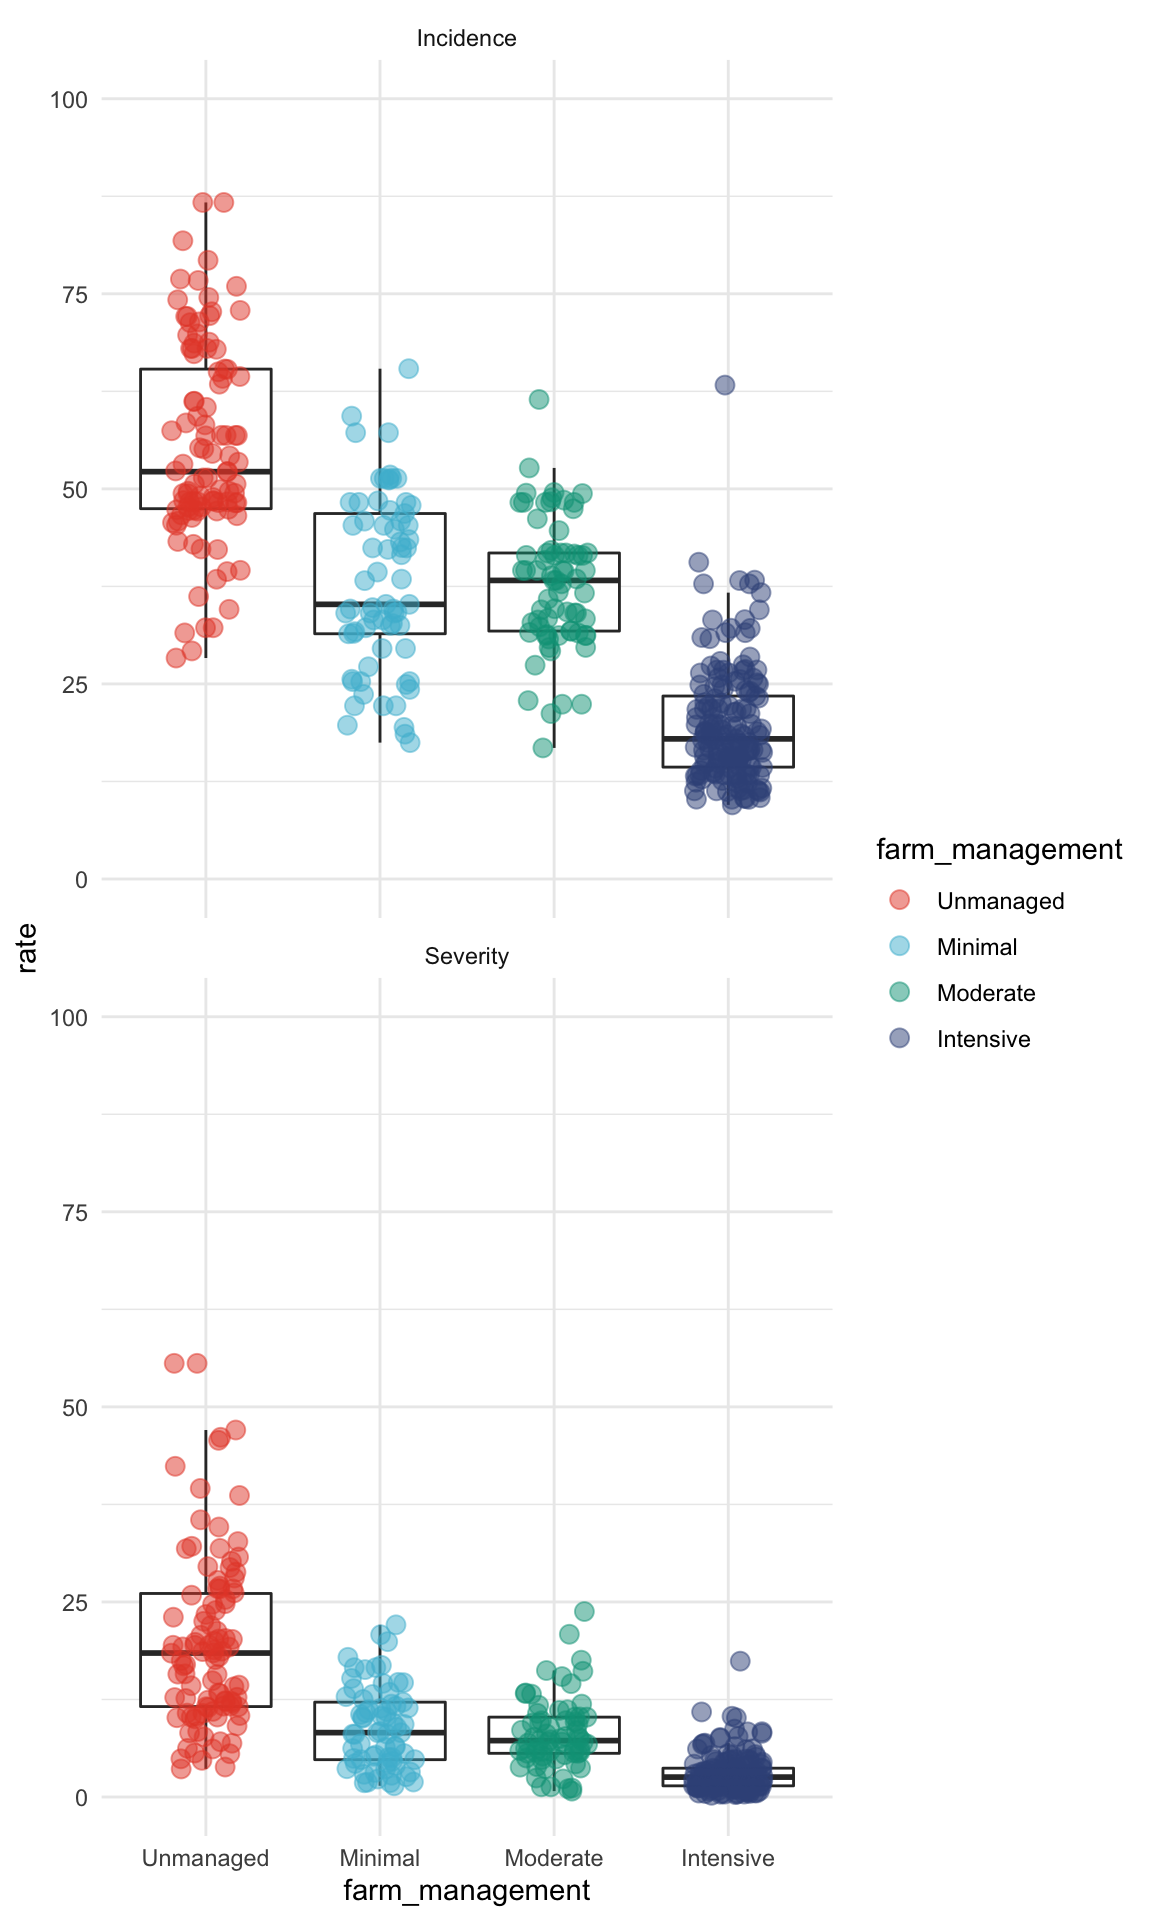 Incidence
100
75
50
25
0
rate
Severity
100
75
50
25
0
Unmanaged Minimal Moderate Intensive
farm_management
farm_management
Unmanaged
Minimal
Moderate
Intensive